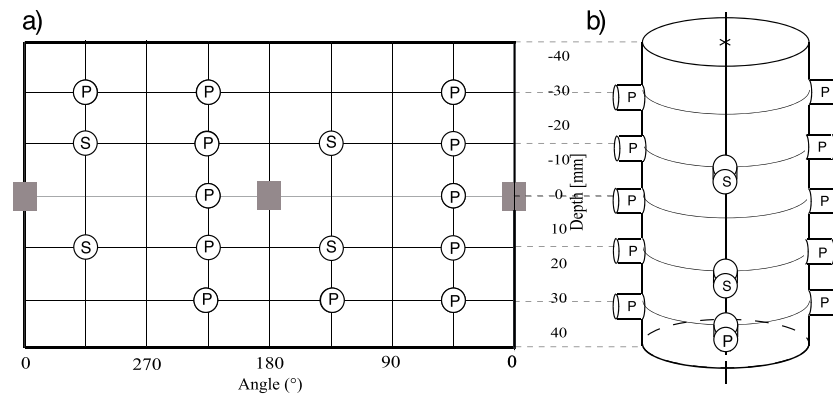 a)
b)
-40
P P P
-30
P P
-20
S P S P
-10
P P
S
P P
0
Depth [mm]
P P
10
S P S P
20
P P
S
P P P
30
P P
40
P
0 270 180 90 0
Angle (°)